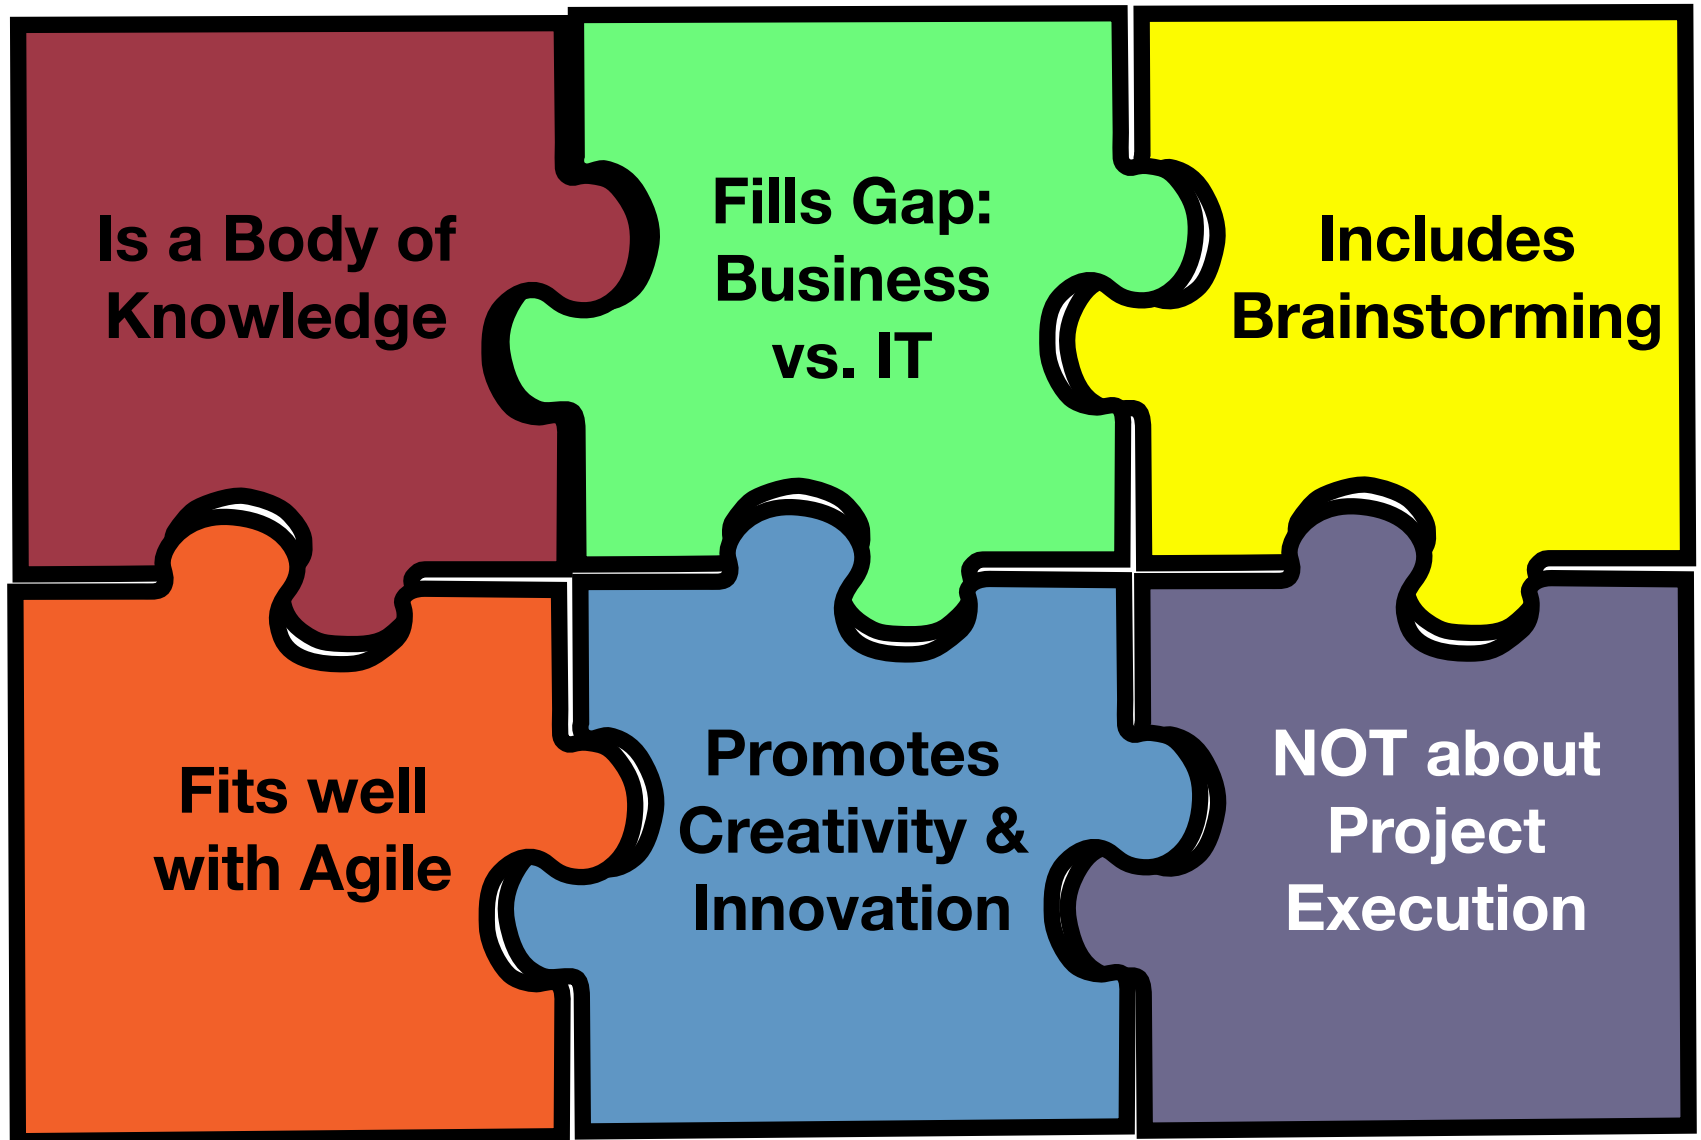 Is a Body of
Knowledge
Fills Gap:
Business
vs. IT
Includes
Brainstorming
Fits well
with Agile
Promotes
Creativity &
Innovation
NOT about
Project
Execution